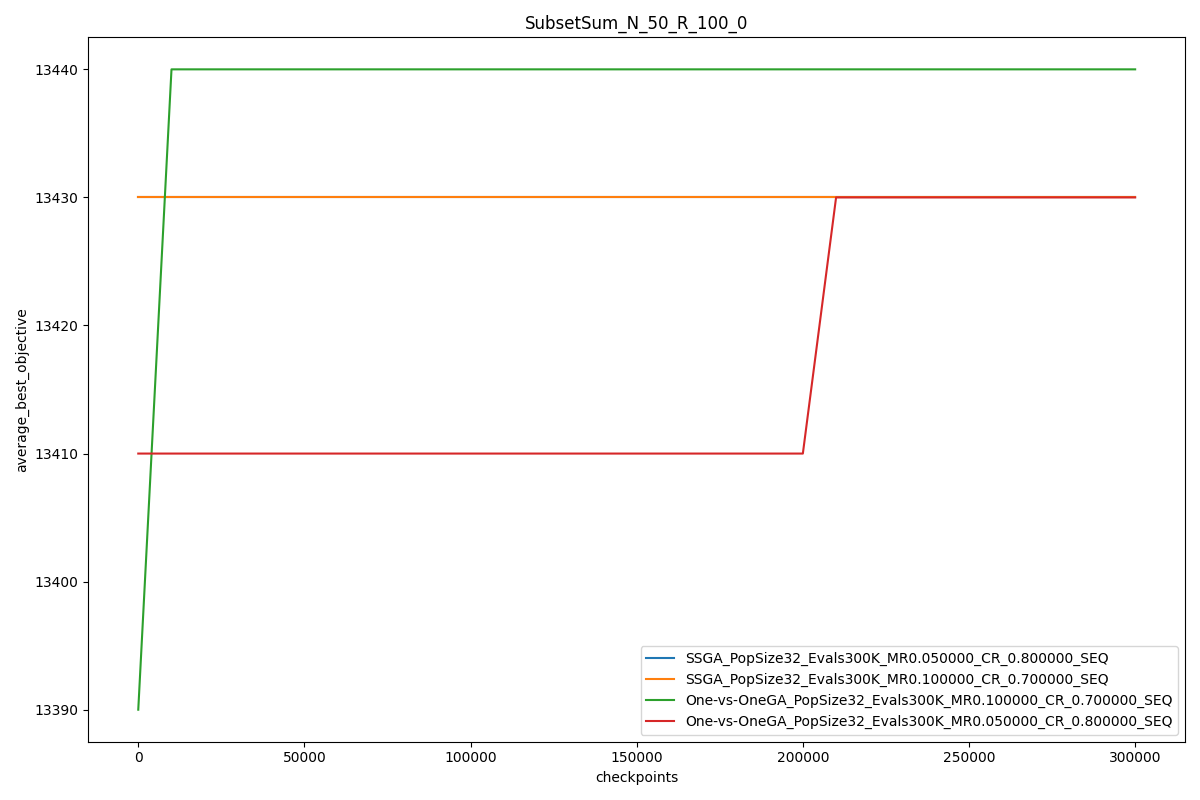 SubsetSum_N_50_R_100_0
13440
13430
13420
13410
13400
13390
average_best_objective
0
50000
100000
150000
200000
250000
300000
checkpoints
SSGA_PopSize32_Evals300K_MR0.050000_CR_0.800000_SEQ
SSGA_PopSize32_Evals300K_MR0.100000_CR_0.700000_SEQ
One-vs-OneGA_PopSize32_Evals300K_MR0.100000_CR_0.700000_SEQ
One-vs-OneGA_PopSize32_Evals300K_MR0.050000_CR_0.800000_SEQ